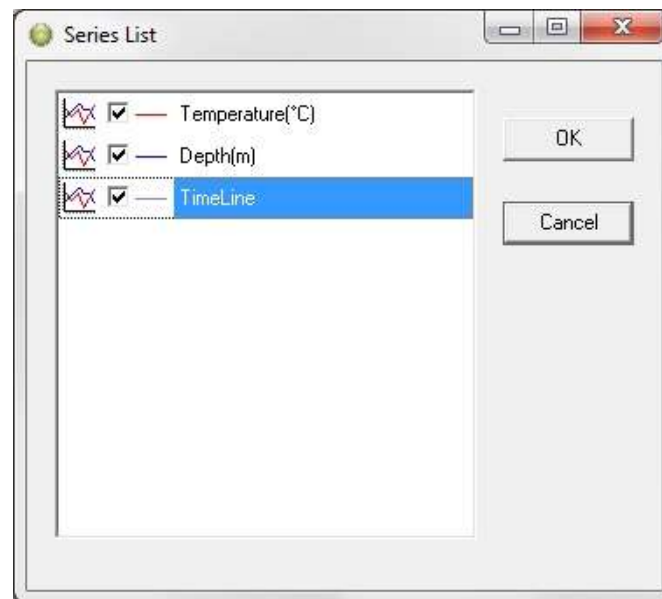 Series List
Temperature(°C)
Depth(m)
TimeLine
OK
Cancel